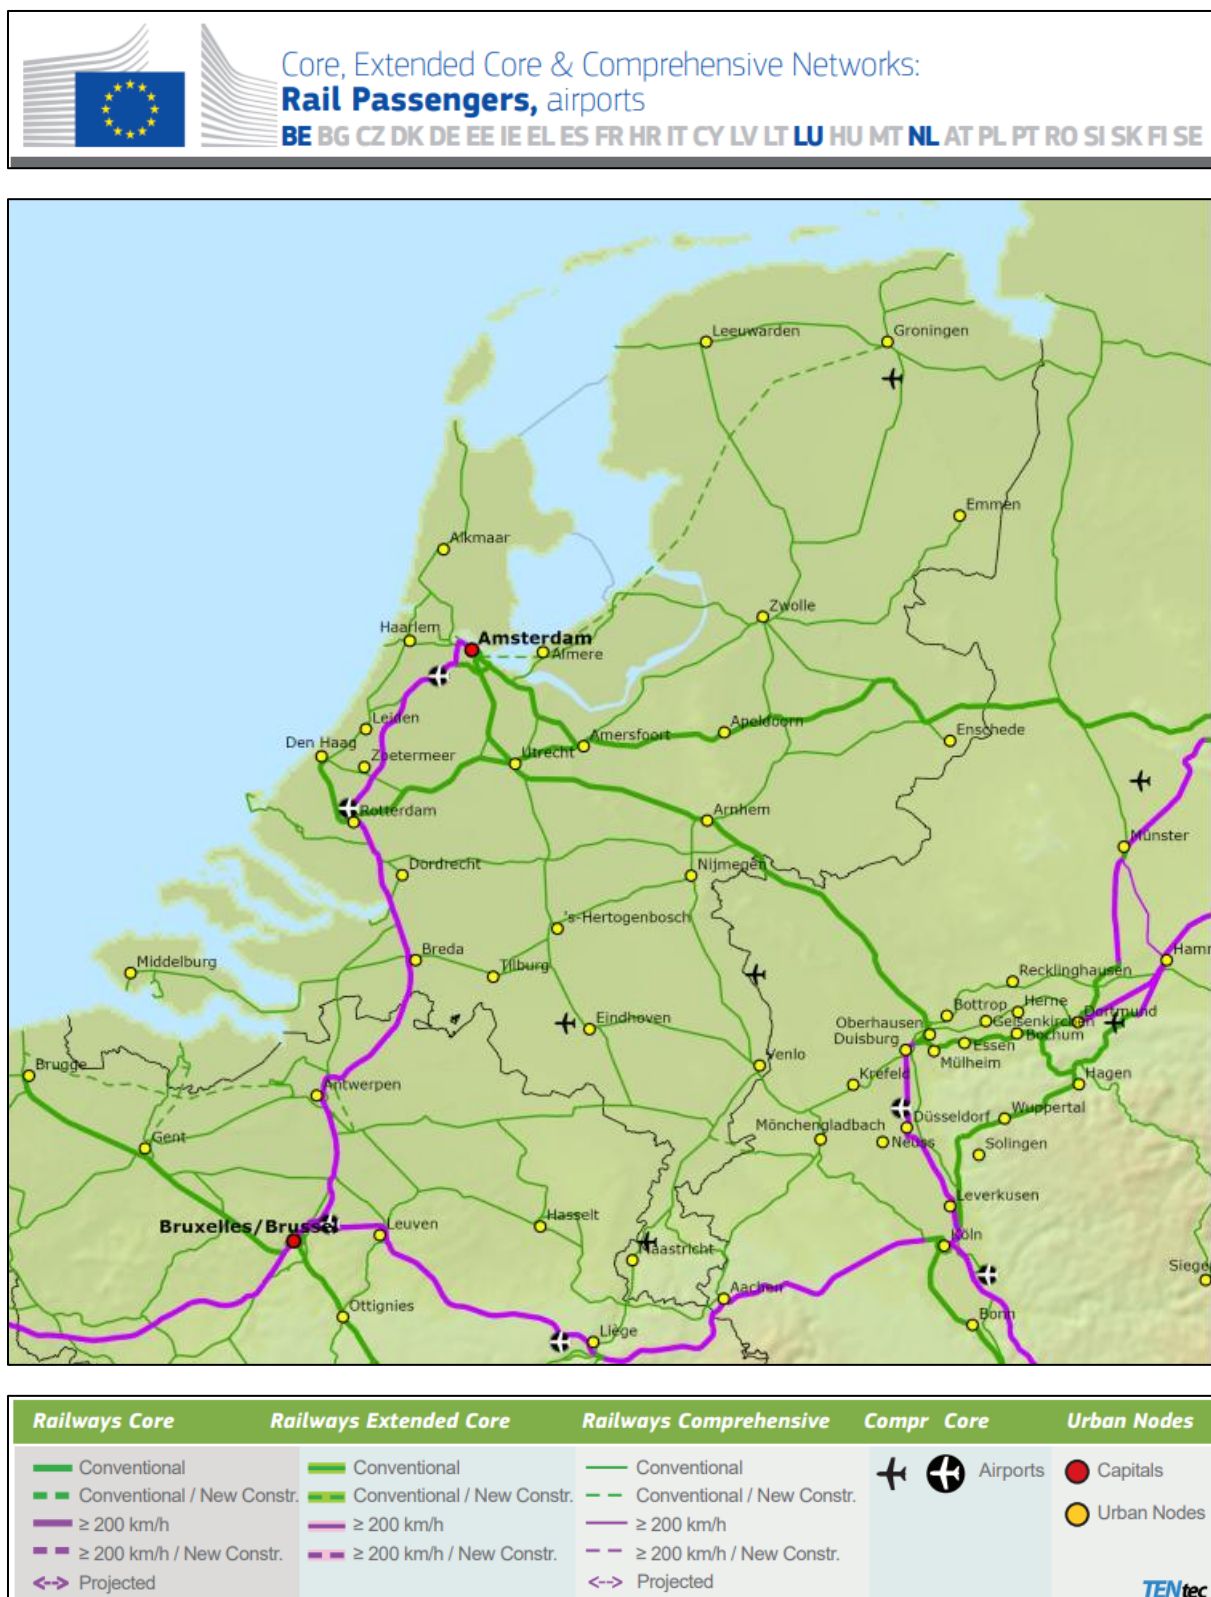 Core, Extended Core & Comprehensive Networks:
Rail Passengers, airports
BE BG CZ DK DE EE IE EL ES FR HR IT CY LV LT LU HU MT NL AT PL PT RO SI SK FI SE
Leeuwarden
Groningen
Emmen
Alkmaar
Zwolle
Haarlem
Amsterdam
Almere
Leiden
Den Haag
Zoetermeer
Utrecht
Amersfoort
Apeldoorn
Enschede
Rotterdam
Arnhem
Münster
Dordrecht
Nijmegen
's-Hertogenbosch
Middelburg
Breda
Tilburg
Hamm
Recklinghausen
Bottrop
Herne
Eindhoven
Oberhausen
Gelsenkirchen
Dortmund
Duisburg
Essen
Bochum
Mülheim
Brugge
Venlo
Krefeld
Hagen
Antwerpen
Mönchengladbach
Düsseldorf
Wuppertal
Gent
Neuss
Solingen
Leverkusen
Bruxelles/Brussel
Leuven
Hasselt
Maastricht
Köln
Aachen
Siege
Ottignies
Liège
Bonn
Railways Core Railways Extended Core Railways Comprehensive Compr Core Urban Nodes
Conventional Conventional Conventional Airports Capitals
Conventional / New Constr. Conventional / New Constr. Conventional / New Constr.
≥ 200 km/h ≥ 200 km/h ≥ 200 km/h Urban Nodes
≥ 200 km/h / New Constr. ≥ 200 km/h / New Constr. ≥ 200 km/h / New Constr.
Projected Projected
TENtec